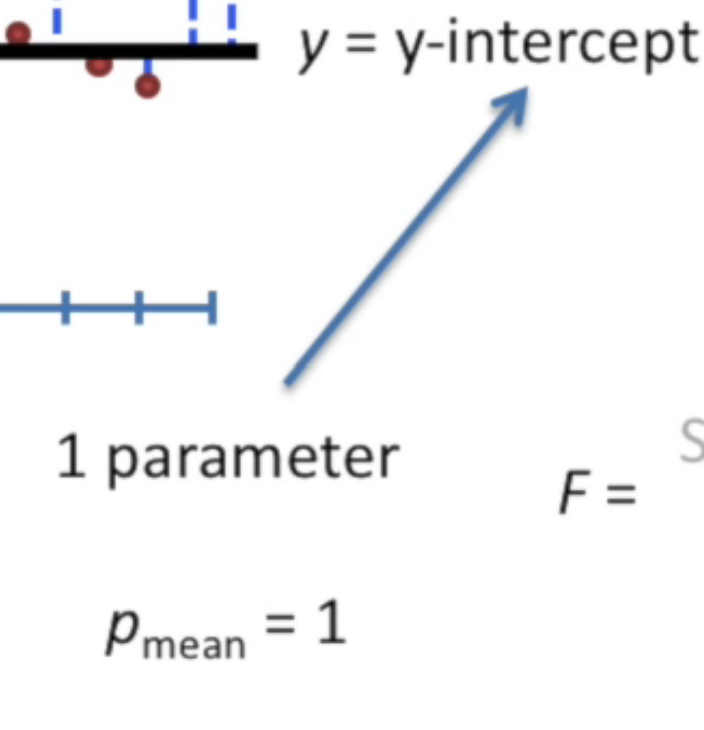 y = y-intercept
1 parameter
F =
p_mean = 1